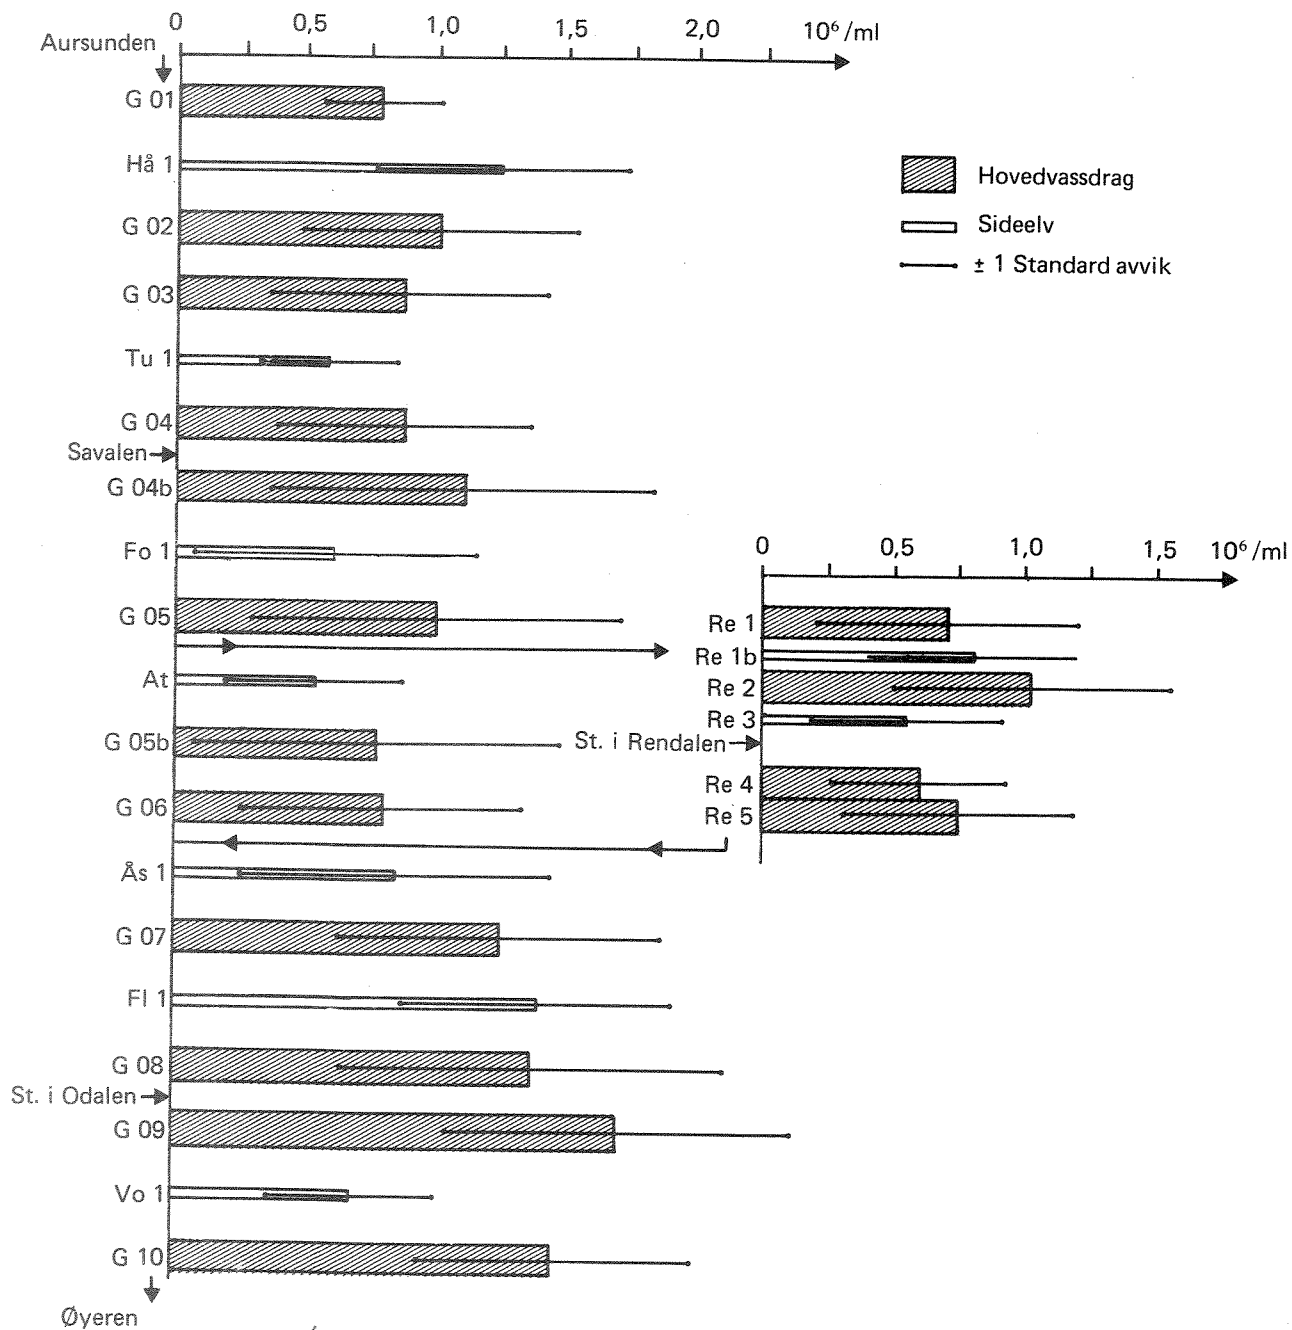 0 0,5 1,0 1,5 2,0 10⁶/ml
Aursunden
G 01
Hå 1
G 02
G 03
Tu 1
G 04
Savalen
G 04b
Fo 1
G 05
At
G 05b
G 06
Ås 1
G 07
Fl 1
G 08
St. i Odalen
G 09
Vo 1
G 10
Øyeren
Hovedvassdrag
Sideelv
± 1 Standard avvik
0 0,5 1,0 1,5 10⁶/ml
Re 1
Re 1b
Re 2
Re 3
St. i Rendalen
Re 4
Re 5